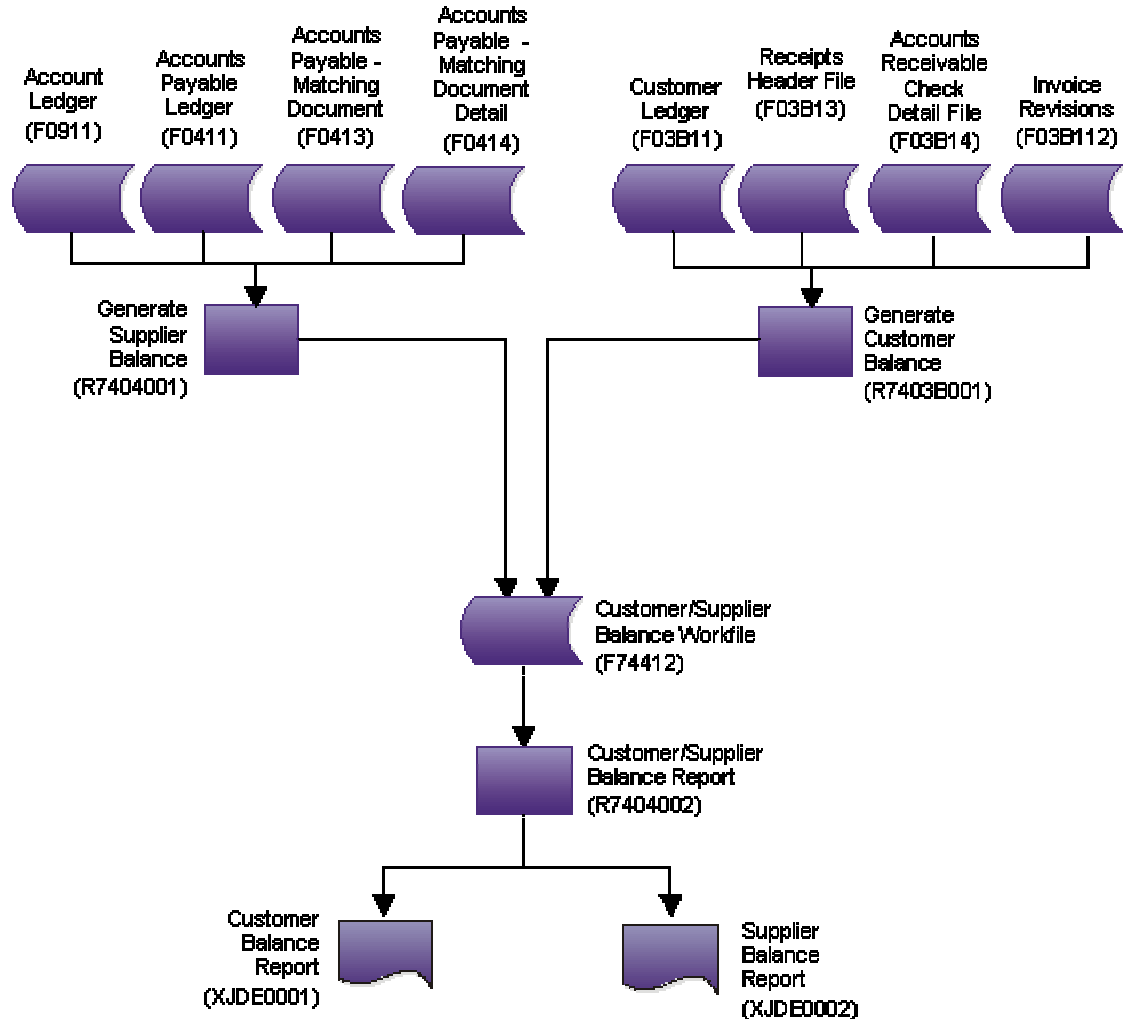 Account
Ledger
(F0911)
Accounts
Payable
Ledger
(F0411)
Accounts
Payable -
Matching
Document
(F0413)
Accounts
Payable -
Matching
Document
Detail
(F0414)
Customer
Ledger
(F03B11)
Receipts
Header File
(F03B13)
Accounts
Receivable
Check
Detail File
(F03B14)
Invoice
Revisions
(F03B112)
Generate
Supplier
Balance
(R7404001)
Generate
Customer
Balance
(R7403B001)
Customer/Supplier
Balance Workfile
(F74412)
Customer/Supplier
Balance Report
(R7404002)
Customer
Balance
Report
(XJDE0001)
Supplier
Balance
Report
(XJDE0002)